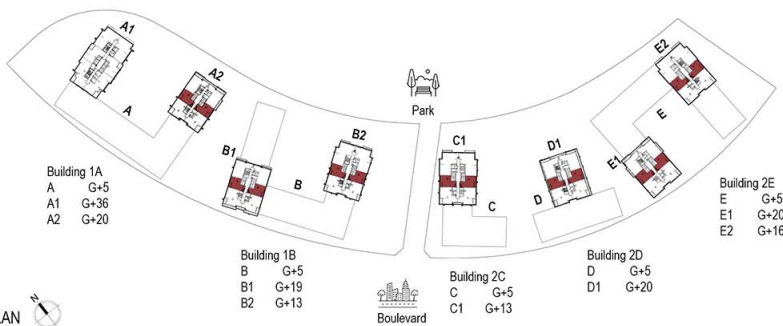 A1
A2
A
B1
B
B2
Park
C1
C
D1
D
E2
E
E1
Building 1A
A G+5
A1 G+36
A2 G+20
Building 1B
B G+5
B1 G+19
B2 G+13
Boulevard
Building 2C
C G+5
C1 G+13
Building 2D
D G+5
D1 G+20
Building 2E
E G+5
E1 G+20
E2 G+16
LAN
N